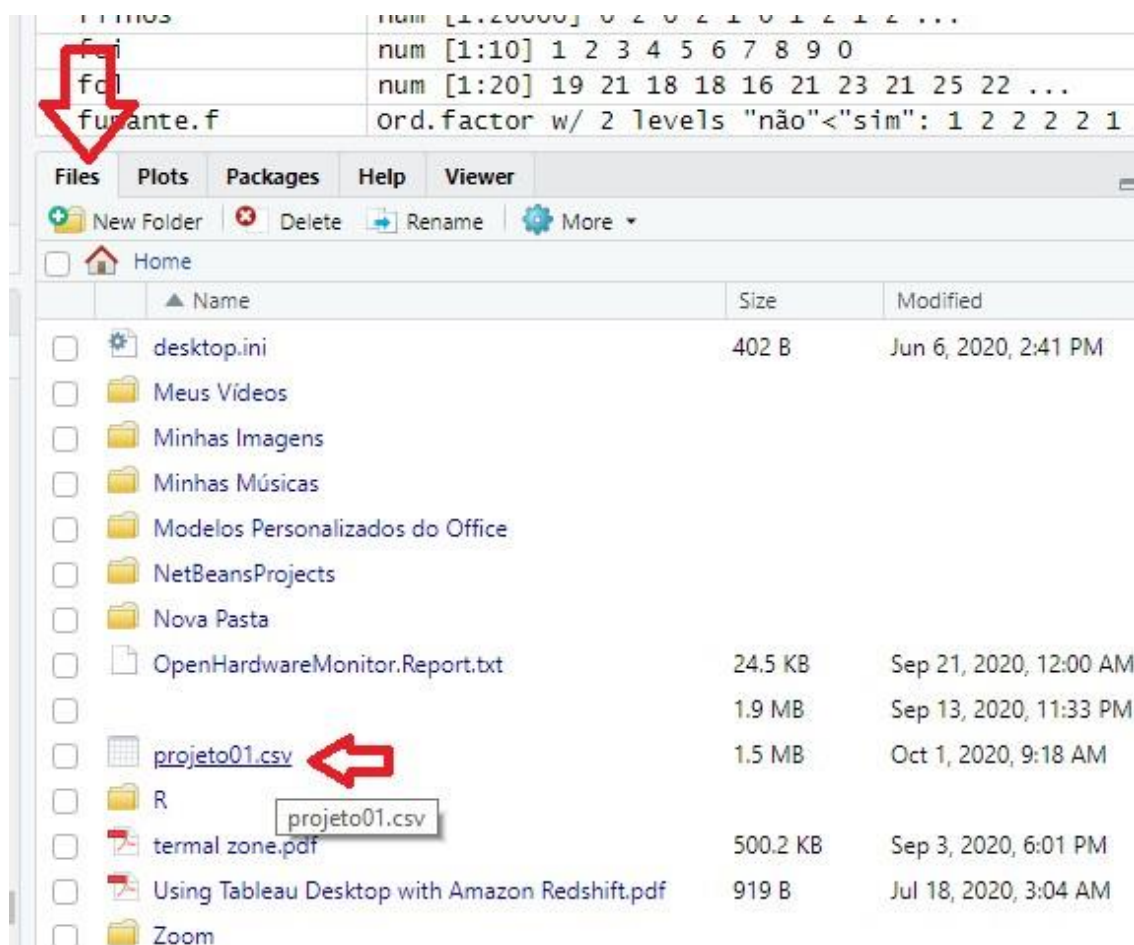 num [1:20000] 0 2 0 2 1 0 1 2 1 2 ...
num [1:10] 1 2 3 4 5 6 7 8 9 0
num [1:20] 19 21 18 18 16 21 23 21 25 22 ...
fumante.f Ord.factor w/ 2 levels "não"<"sim": 1 2 2 2 2 1
Files Plots Packages Help Viewer
New Folder Delete Rename More
Home
Name Size Modified
desktop.ini 402 B Jun 6, 2020, 2:41 PM
Meus Vídeos
Minhas Imagens
Minhas Músicas
Modelos Personalizados do Office
NetBeansProjects
Nova Pasta
OpenHardwareMonitor.Report.txt 24.5 KB Sep 21, 2020, 12:00 AM
1.9 MB Sep 13, 2020, 11:33 PM
projeto01.csv 1.5 MB Oct 1, 2020, 9:18 AM
R
projeto01.csv
termal zone.pdf 500.2 KB Sep 3, 2020, 6:01 PM
Using Tableau Desktop with Amazon Redshift.pdf 919 B Jul 18, 2020, 3:04 AM
Zoom